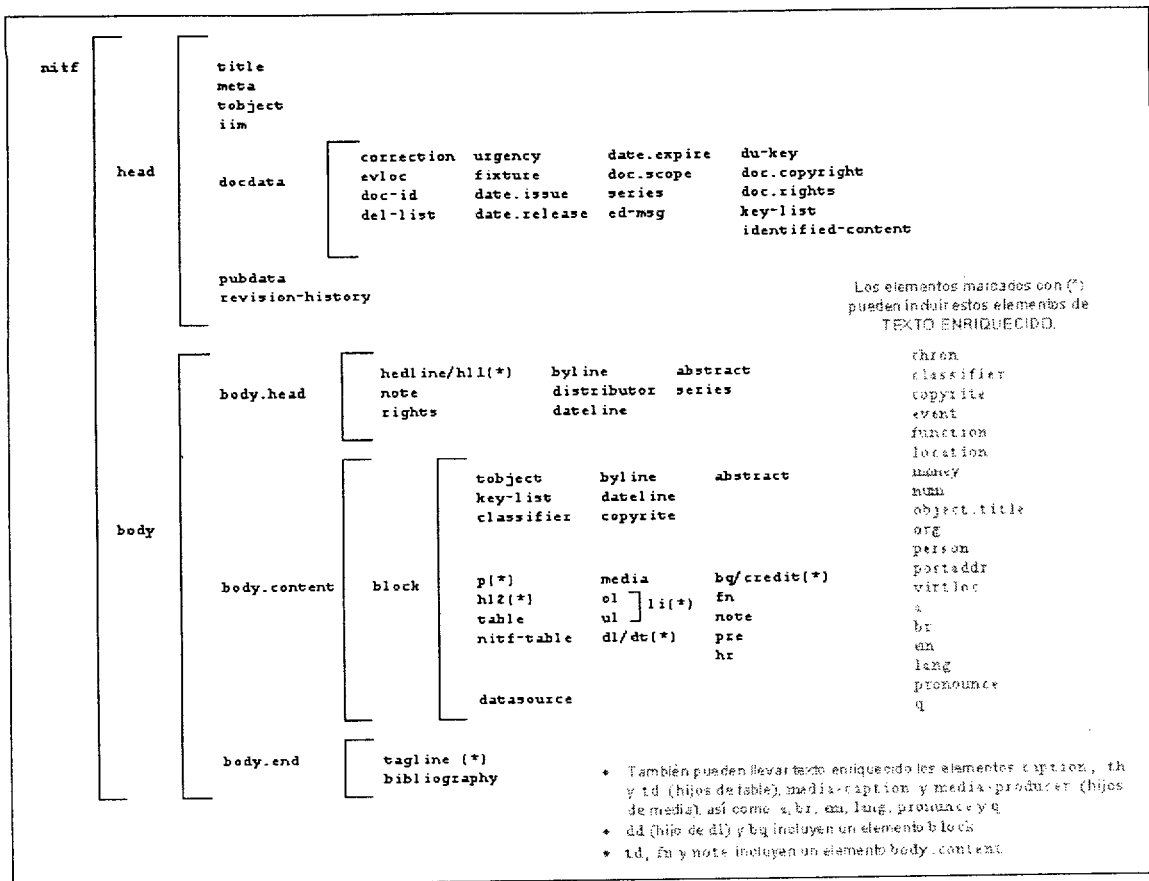 nitf
head
title
meta
tobject
iim
docdata
correction urgency date.expire du-key
evloc fixture doc.scope doc.copyright
doc-id date.issue series doc.rights
del-list date.release ed-msg key-list
identified-content
pubdata
revision-history
Los elementos marcados con (*)
pueden incluir estos elementos de
TEXTO ENRIQUECIDO.
chron
classifier
copyrite
event
function
location
money
num
object.title
org
person
postaddr
virtloc
a
br
em
lang
pronounce
q
body
body.head
hedline/hl1(*) byline abstract
note distributor series
rights dateline
body.content
block
tobject byline abstract
key-list dateline
classifier copyrite
p(*) media bq/credit(*)
hl2(*) ol li(*) fn
table ul note
nitf-table dl/dt(*) pre
hr
datasource
body.end
tagline (*)
bibliography
• También pueden llevar texto enriquecido los elementos caption, th
y td (hijos de table), media-caption y media-producer (hijos
de media), así como a, br, em, lang, pronunce y q
• dd (hijo de dl) y bq incluyen un elemento block
• td, fn y note incluyen un elemento body.content